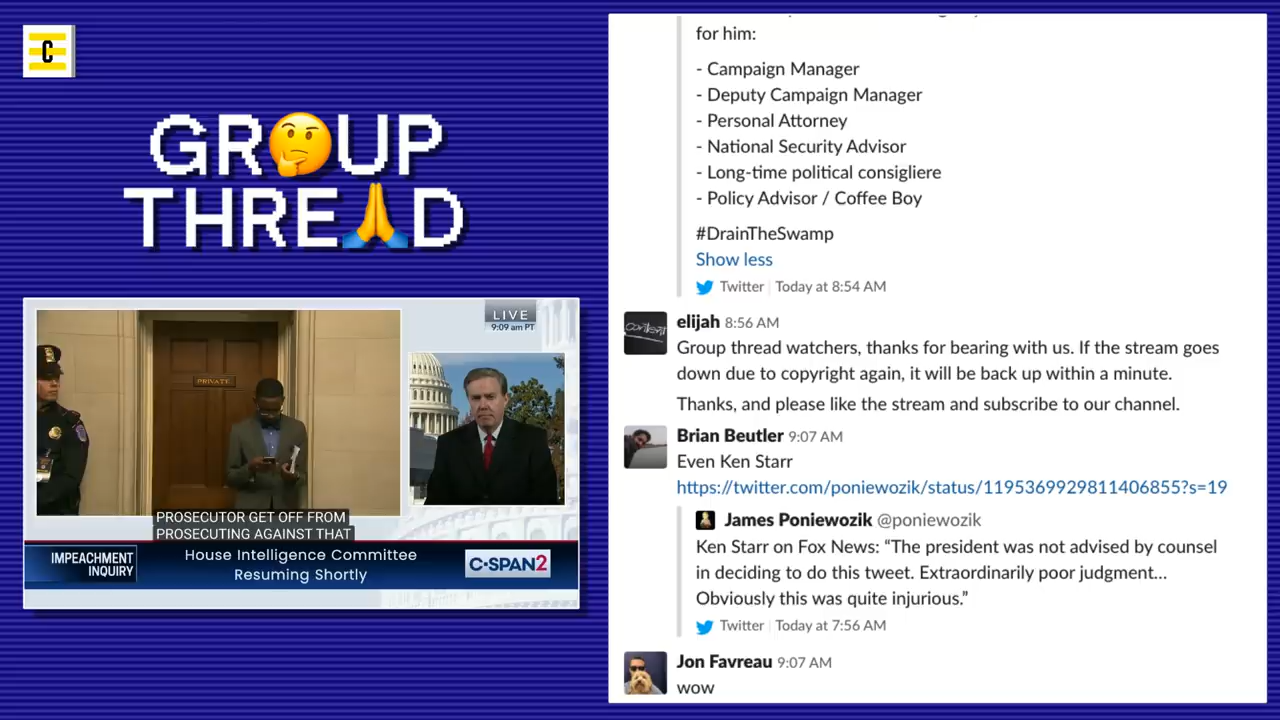 C
GR🤔UP
THRE🙏D
LIVE
9:09 am PT
PRIVATE
PROSECUTOR GET OFF FROM
PROSECUTING AGAINST THAT
IMPEACHMENT
INQUIRY
House Intelligence Committee
Resuming Shortly
C-SPAN2
for him:
- Campaign Manager
- Deputy Campaign Manager
- Personal Attorney
- National Security Advisor
- Long-time political consigliere
- Policy Advisor / Coffee Boy
#DrainTheSwamp
Show less
Twitter | Today at 8:54 AM
content
elijah 8:56 AM
Group thread watchers, thanks for bearing with us. If the stream goes
down due to copyright again, it will be back up within a minute.
Thanks, and please like the stream and subscribe to our channel.
Brian Beutler 9:07 AM
Even Ken Starr
https://twitter.com/poniewozik/status/1195369929811406855?s=19
James Poniewozik @poniewozik
Ken Starr on Fox News: “The president was not advised by counsel
in deciding to do this tweet. Extraordinarily poor judgment…
Obviously this was quite injurious.”
Twitter | Today at 7:56 AM
Jon Favreau 9:07 AM
wow